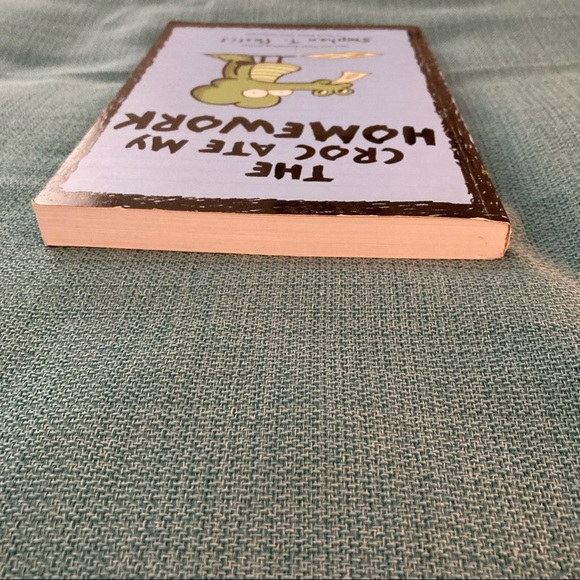 THE
CROC ATE MY
HOMEWORK
Stephan T. Pastis